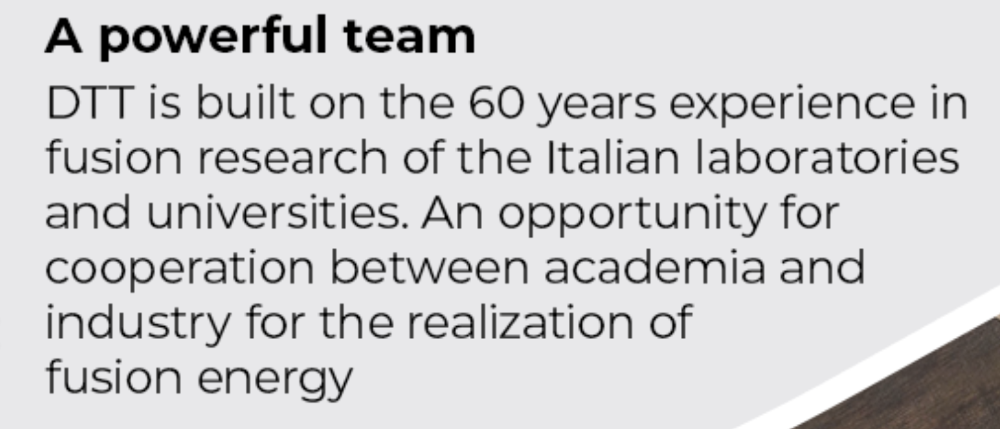 A powerful team
DTT is built on the 60 years experience in
fusion research of the Italian laboratories
and universities. An opportunity for
cooperation between academia and
industry for the realization of
fusion energy